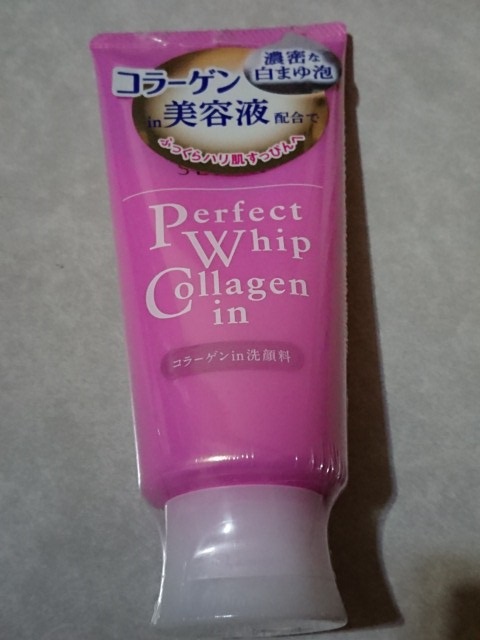 濃密な
白まゆ泡
コラーゲン
in美容液配合で
ぷっくらハリ肌すっぴんへ
Perfect
Whip
Collagen
in
コラーゲンin洗顔料